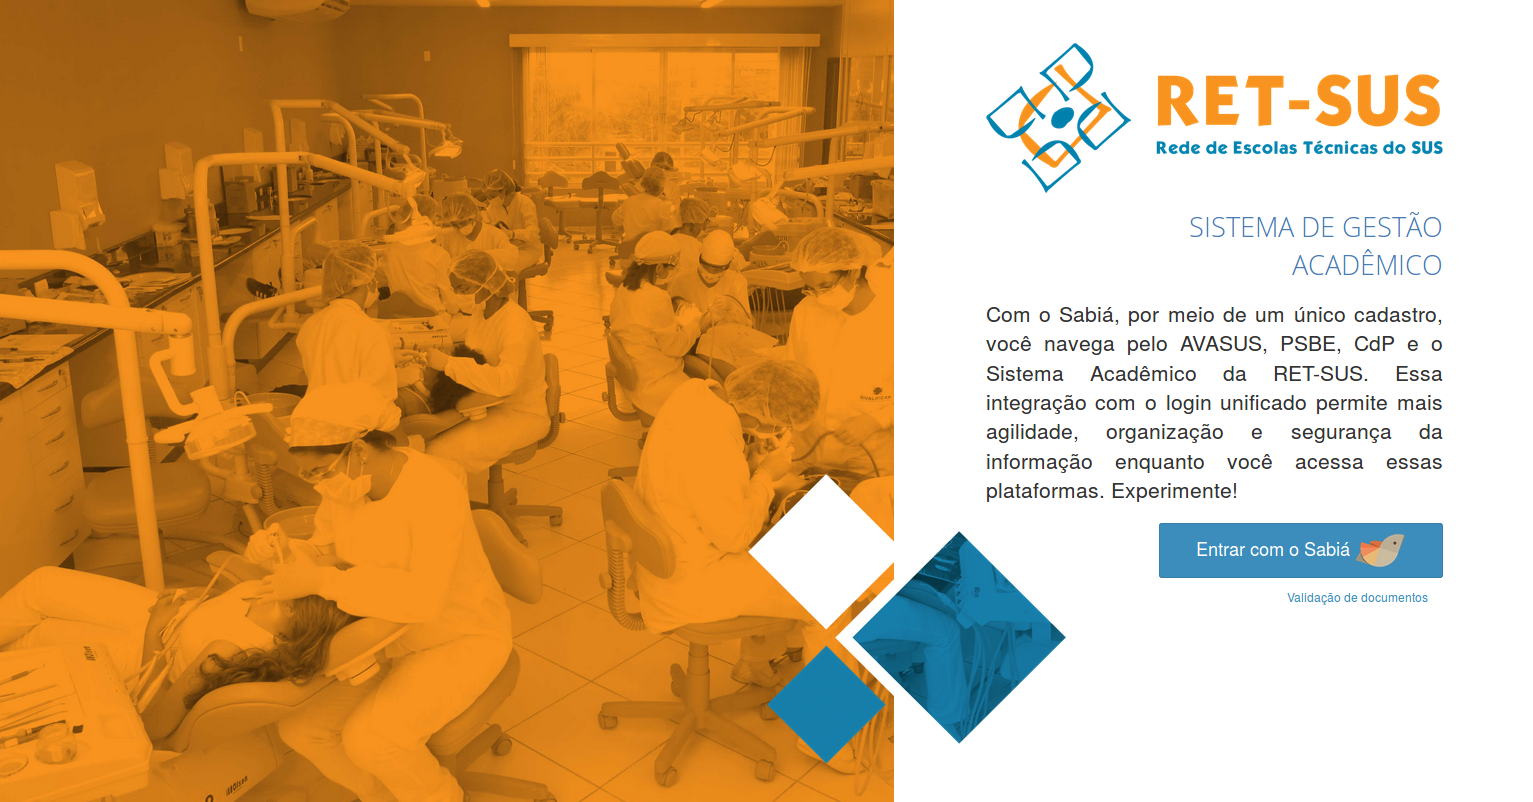 RET-SUS
Rede de Escolas Técnicas do SUS
SISTEMA DE GESTÃO
ACADÊMICO
Com o Sabiá, por meio de um único cadastro,
você navega pelo AVASUS, PSBE, CdP e o
Sistema Acadêmico da RET-SUS. Essa
integração com o login unificado permite mais
agilidade, organização e segurança da
informação enquanto você acessa essas
plataformas. Experimente!
Entrar com o Sabiá
Validação de documentos